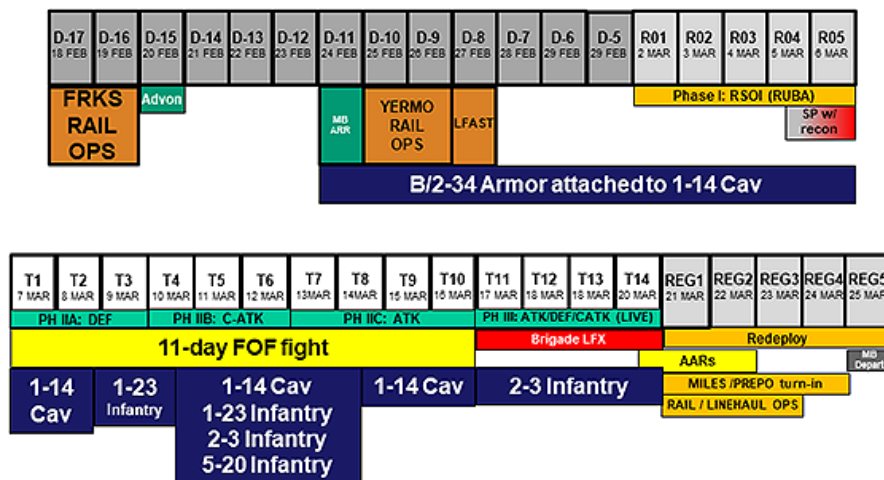 D-17 D-16 D-15 D-14 D-13 D-12 D-11 D-10 D-9 D-8 D-7 D-6 D-5 R01 R02 R03 R04 R05
18 FEB 19 FEB 20 FEB 21 FEB 22 FEB 23 FEB 24 FEB 25 FEB 26 FEB 27 FEB 28 FEB 29 FEB 29 FEB 2 MAR 3 MAR 4 MAR 5 MAR 6 MAR
FRKS
RAIL
OPS
Advon
MB
ARR
YERMO
RAIL
OPS
LFAST
Phase I: RSOI (RUBA)
SP w/
recon
B/2-34 Armor attached to 1-14 Cav
T1 T2 T3 T4 T5 T6 T7 T8 T9 T10 T11 T12 T13 T14 REG1 REG2 REG3 REG4 REG5
7 MAR 8 MAR 9 MAR 10 MAR 11 MAR 12 MAR 13MAR 14MAR 15 MAR 16 MAR 17 MAR 18 MAR 18 MAR 20 MAR 21 MAR 22 MAR 23 MAR 24 MAR 25 MAR
PH IIA: DEF PH IIB: C-ATK PH IIC: ATK PH III: ATK/DEF/CATK (LIVE)
11-day FOF fight
Brigade LFX
Redeploy
AARs
MB
Depart
1-14
Cav
1-23
Infantry
1-14 Cav
1-23 Infantry
2-3 Infantry
5-20 Infantry
1-14 Cav
2-3 Infantry
MILES /PREPO turn-in
RAIL / LINEHAUL OPS